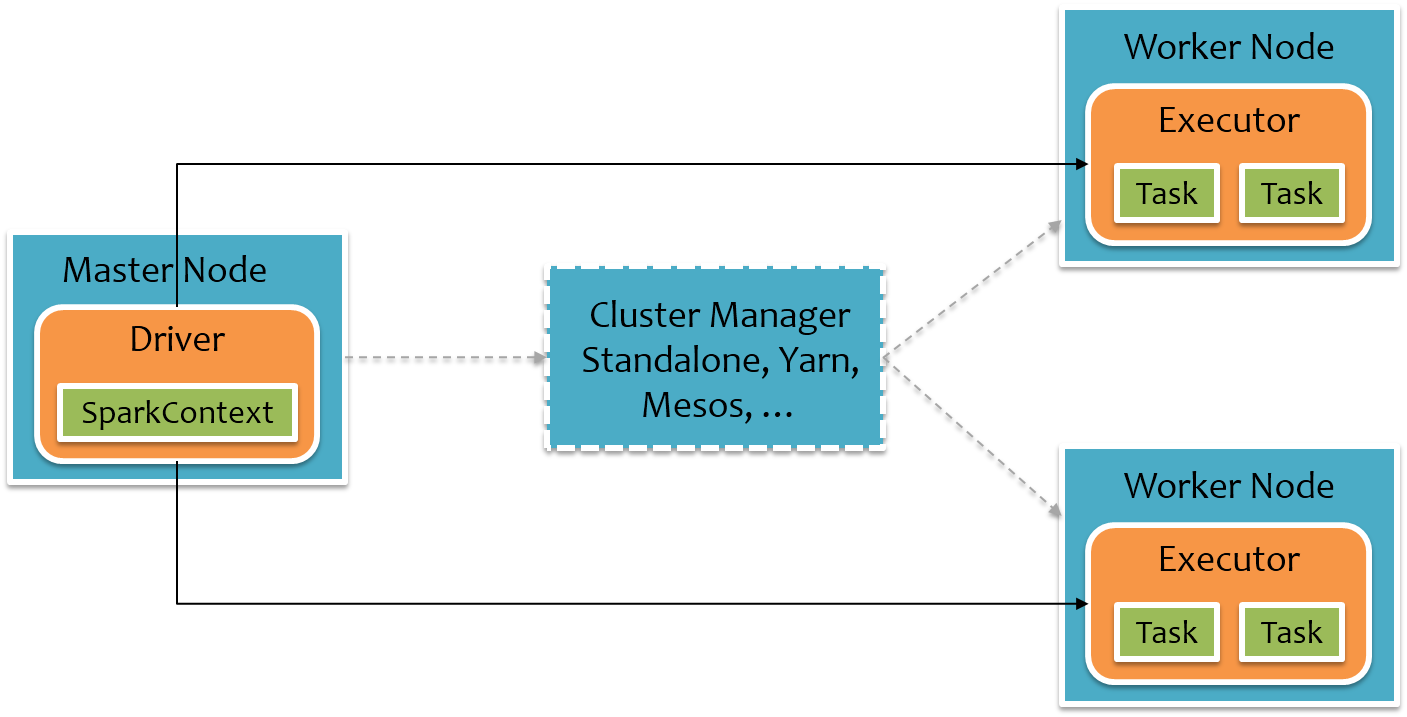 Master Node
Driver
SparkContext
Cluster Manager
Standalone, Yarn,
Mesos, ...
Worker Node
Executor
Task Task
Worker Node
Executor
Task Task